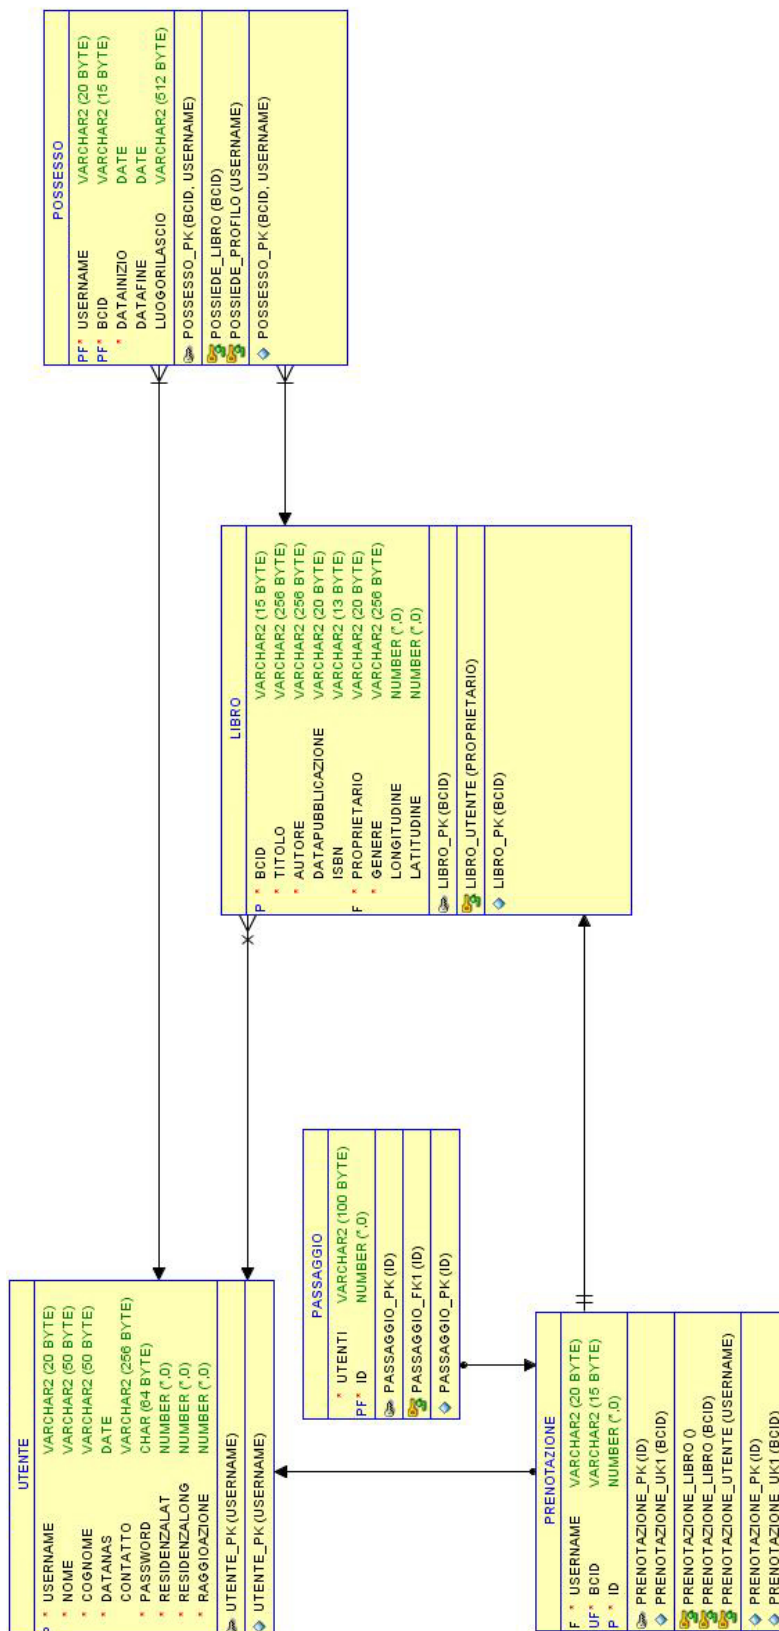 POSSESSO
PF* USERNAME VARCHAR2 (20 BYTE)
PF* BCID VARCHAR2 (15 BYTE)
* DATAINIZIO DATE
DATAFINE DATE
LUOGORILASCIO VARCHAR2 (512 BYTE)
POSSESSO_PK (BCID, USERNAME)
POSSIEDE_LIBRO (BCID)
POSSIEDE_PROFILO (USERNAME)
POSSESSO_PK (BCID, USERNAME)
LIBRO
P * BCID VARCHAR2 (15 BYTE)
* TITOLO VARCHAR2 (256 BYTE)
* AUTORE VARCHAR2 (256 BYTE)
DATAPUBBLICAZIONE VARCHAR2 (20 BYTE)
ISBN VARCHAR2 (13 BYTE)
F * PROPRIETARIO VARCHAR2 (20 BYTE)
* GENERE VARCHAR2 (256 BYTE)
LONGITUDINE NUMBER (*,0)
LATITUDINE NUMBER (*,0)
LIBRO_PK (BCID)
LIBRO_UTENTE (PROPRIETARIO)
LIBRO_PK (BCID)
PASSAGGIO
* UTENTI VARCHAR2 (100 BYTE)
PF* ID NUMBER (*,0)
PASSAGGIO_PK (ID)
PASSAGGIO_FK1 (ID)
PASSAGGIO_PK (ID)
UTENTE
P * USERNAME VARCHAR2 (20 BYTE)
* NOME VARCHAR2 (50 BYTE)
* COGNOME VARCHAR2 (50 BYTE)
* DATANAS DATE
CONTATTO VARCHAR2 (256 BYTE)
* PASSWORD CHAR (64 BYTE)
* RESIDENZALAT NUMBER (*,0)
* RESIDENZALONG NUMBER (*,0)
* RAGGIOAZIONE NUMBER (*,0)
UTENTE_PK (USERNAME)
UTENTE_PK (USERNAME)
PRENOTAZIONE
F * USERNAME VARCHAR2 (20 BYTE)
UF* BCID VARCHAR2 (15 BYTE)
P * ID NUMBER (*,0)
PRENOTAZIONE_PK (ID)
PRENOTAZIONE_UK1 (BCID)
PRENOTAZIONE_LIBRO ()
PRENOTAZIONE_LIBRO (BCID)
PRENOTAZIONE_UTENTE (USERNAME)
PRENOTAZIONE_PK (ID)
PRENOTAZIONE_UK1 (BCID)